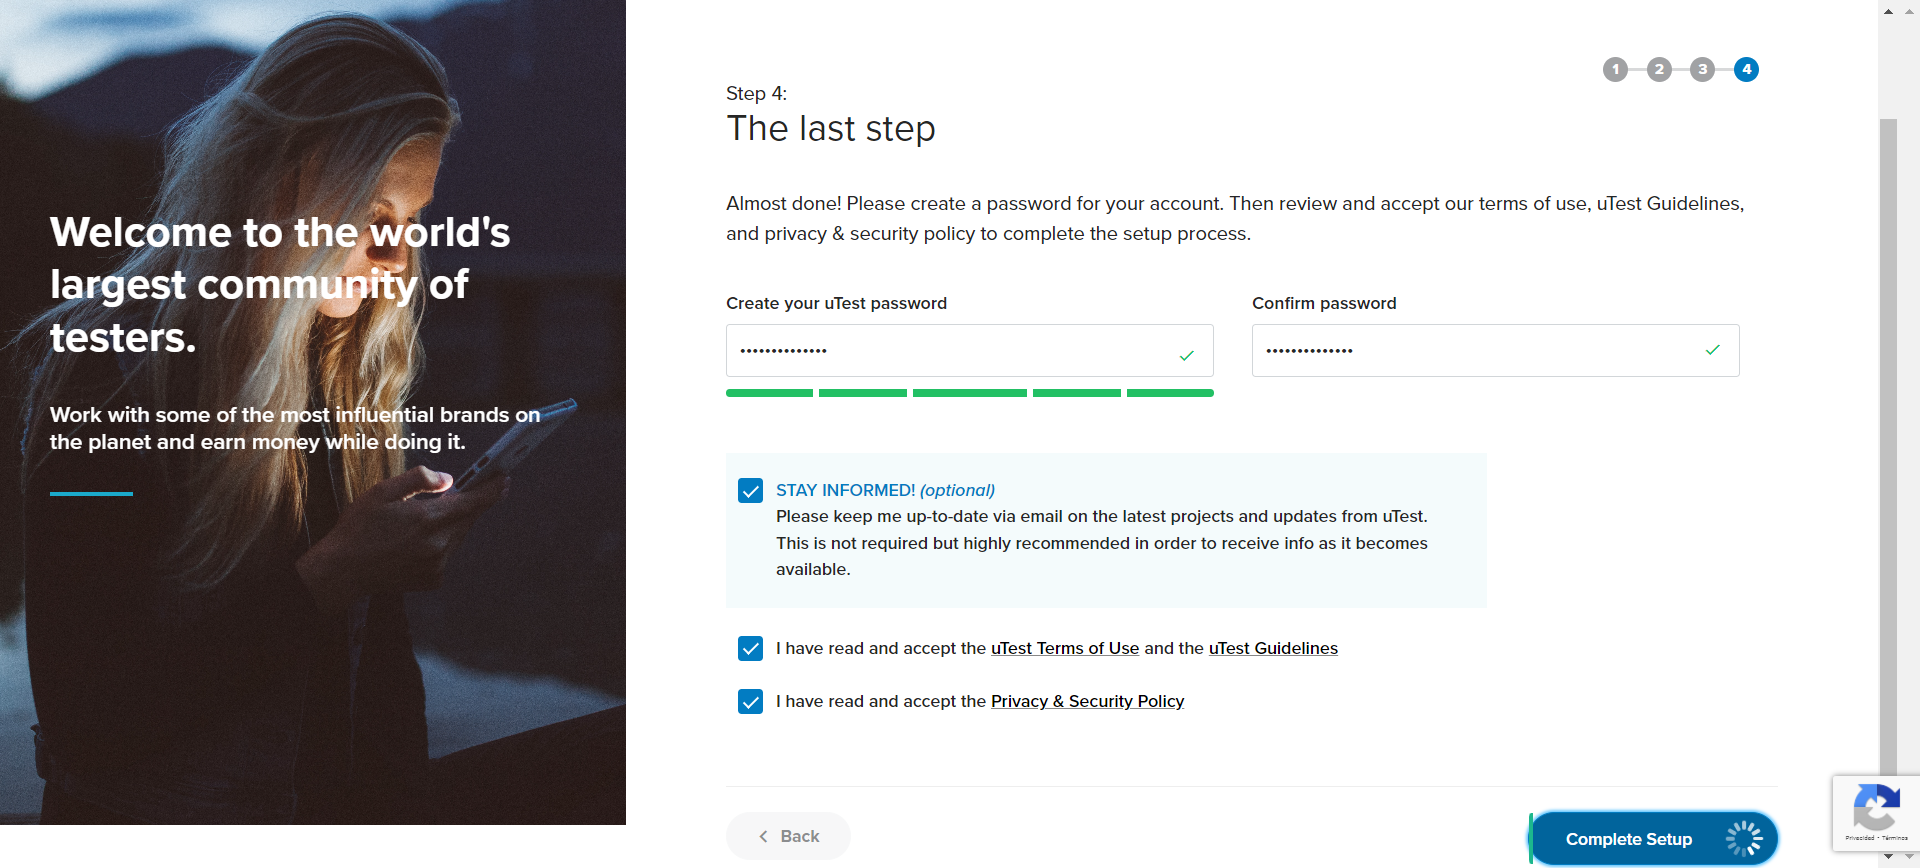 Welcome to the world's
largest community of
testers.
Work with some of the most influential brands on
the planet and earn money while doing it.
1 2 3 4
Step 4:
The last step
Almost done! Please create a password for your account. Then review and accept our terms of use, uTest Guidelines,
and privacy & security policy to complete the setup process.
Create your uTest password
Confirm password
••••••••••••••
••••••••••••••
STAY INFORMED! (optional)
Please keep me up-to-date via email on the latest projects and updates from uTest.
This is not required but highly recommended in order to receive info as it becomes
available.
I have read and accept the uTest Terms of Use and the uTest Guidelines
I have read and accept the Privacy & Security Policy
Back
Complete Setup
Privacidad - Términos